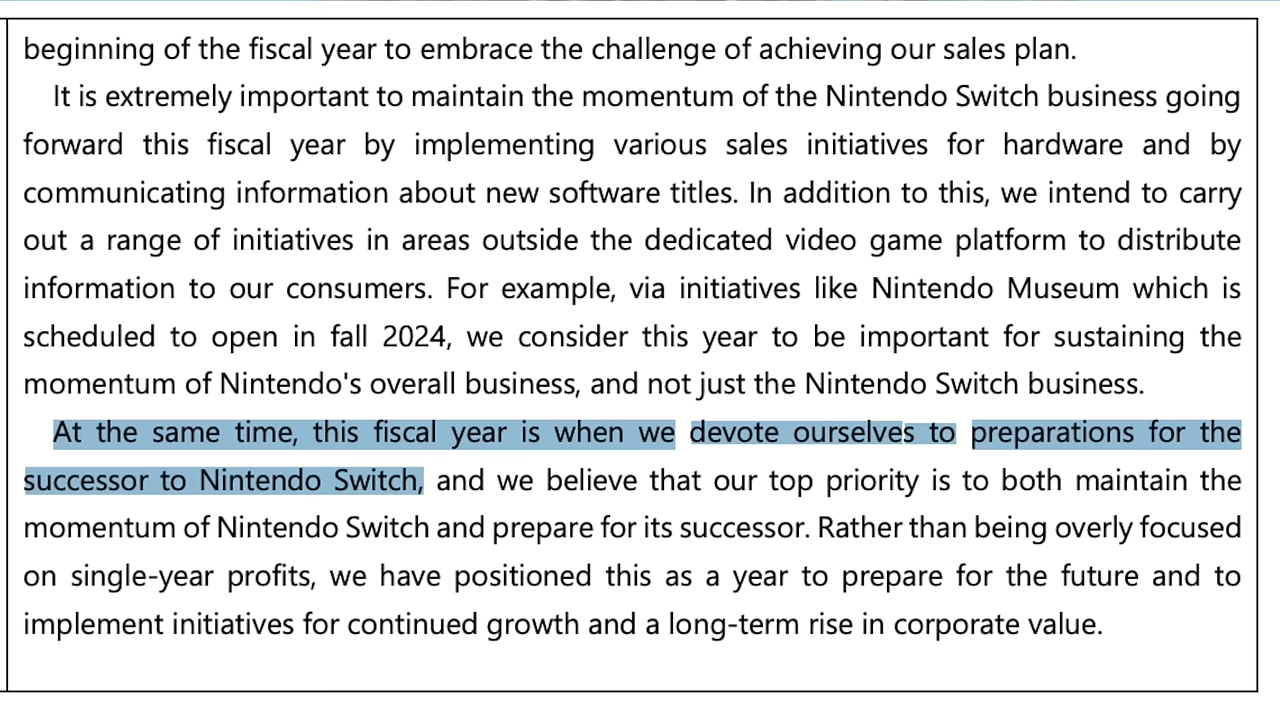 beginning of the fiscal year to embrace the challenge of achieving our sales plan.
It is extremely important to maintain the momentum of the Nintendo Switch business going
forward this fiscal year by implementing various sales initiatives for hardware and by
communicating information about new software titles. In addition to this, we intend to carry
out a range of initiatives in areas outside the dedicated video game platform to distribute
information to our consumers. For example, via initiatives like Nintendo Museum which is
scheduled to open in fall 2024, we consider this year to be important for sustaining the
momentum of Nintendo's overall business, and not just the Nintendo Switch business.
At the same time, this fiscal year is when we devote ourselves to preparations for the
successor to Nintendo Switch, and we believe that our top priority is to both maintain the
momentum of Nintendo Switch and prepare for its successor. Rather than being overly focused
on single-year profits, we have positioned this as a year to prepare for the future and to
implement initiatives for continued growth and a long-term rise in corporate value.